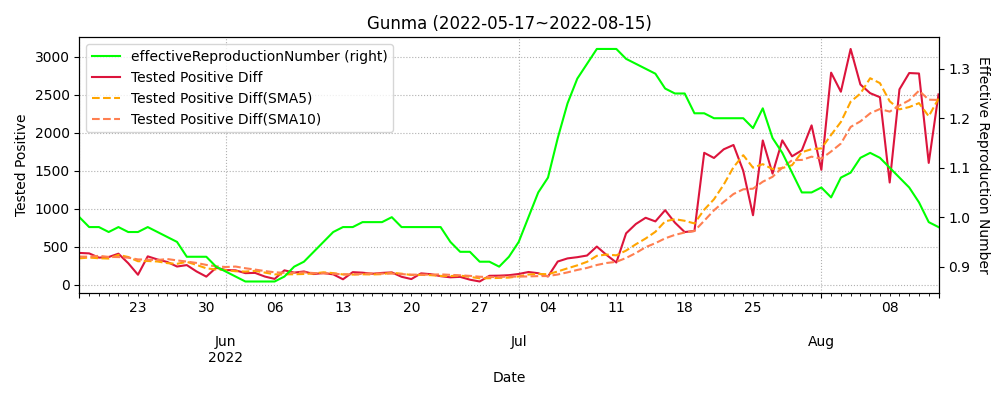 Gunma (2022-05-17~2022-08-15)
effectiveReproductionNumber (right)
Tested Positive Diff
Tested Positive Diff(SMA5)
Tested Positive Diff(SMA10)
Tested Positive
3000
2500
2000
1500
1000
500
0
1.3
1.2
1.1
1.0
0.9
Effective Reproduction Number
23 30 06 13 20 27 04 11 18 25 08
Jun Jul Aug
2022
Date